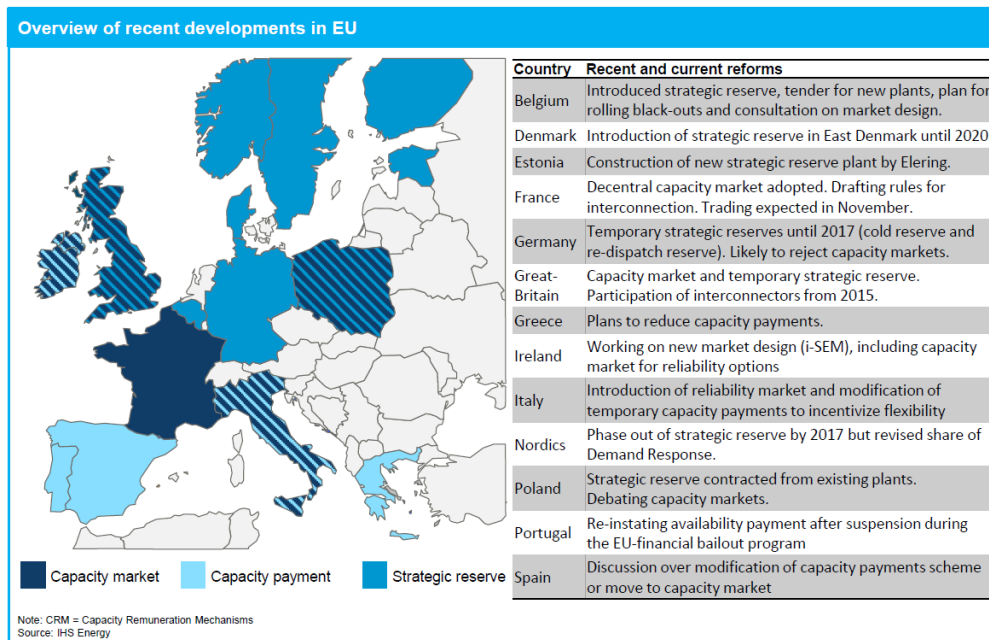 Overview of recent developments in EU
Country Recent and current reforms
Belgium Introduced strategic reserve, tender for new plants, plan for
rolling black-outs and consultation on market design.
Denmark Introduction of strategic reserve in East Denmark until 2020
Estonia Construction of new strategic reserve plant by Elering.
France Decentral capacity market adopted. Drafting rules for
interconnection. Trading expected in November.
Germany Temporary strategic reserves until 2017 (cold reserve and
re-dispatch reserve). Likely to reject capacity markets.
Great- Capacity market and temporary strategic reserve.
Britain Participation of interconnectors from 2015.
Greece Plans to reduce capacity payments.
Ireland Working on new market design (i-SEM), including capacity
market for reliability options
Italy Introduction of reliability market and modification of
temporary capacity payments to incentivize flexibility
Nordics Phase out of strategic reserve by 2017 but revised share of
Demand Response.
Poland Strategic reserve contracted from existing plants.
Debating capacity markets.
Portugal Re-instating availability payment after suspension during
the EU-financial bailout program
Spain Discussion over modification of capacity payments scheme
or move to capacity market
Capacity market Capacity payment Strategic reserve
Note: CRM = Capacity Remuneration Mechanisms
Source: IHS Energy